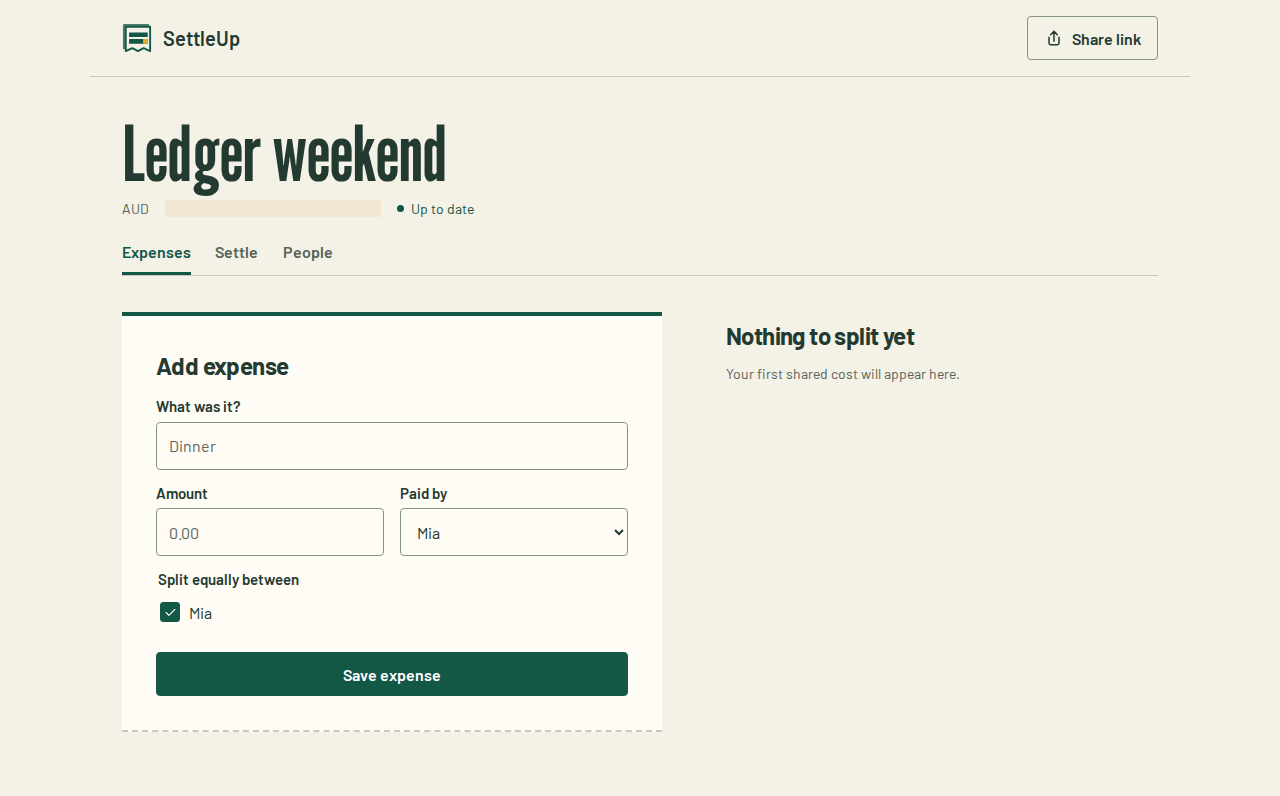 SettleUp
Share link
Ledger weekend
AUD
Up to date
Expenses Settle People
Add expense
What was it?
Dinner
Amount Paid by
0.00 Mia
Split equally between
Mia
Save expense
Nothing to split yet
Your first shared cost will appear here.